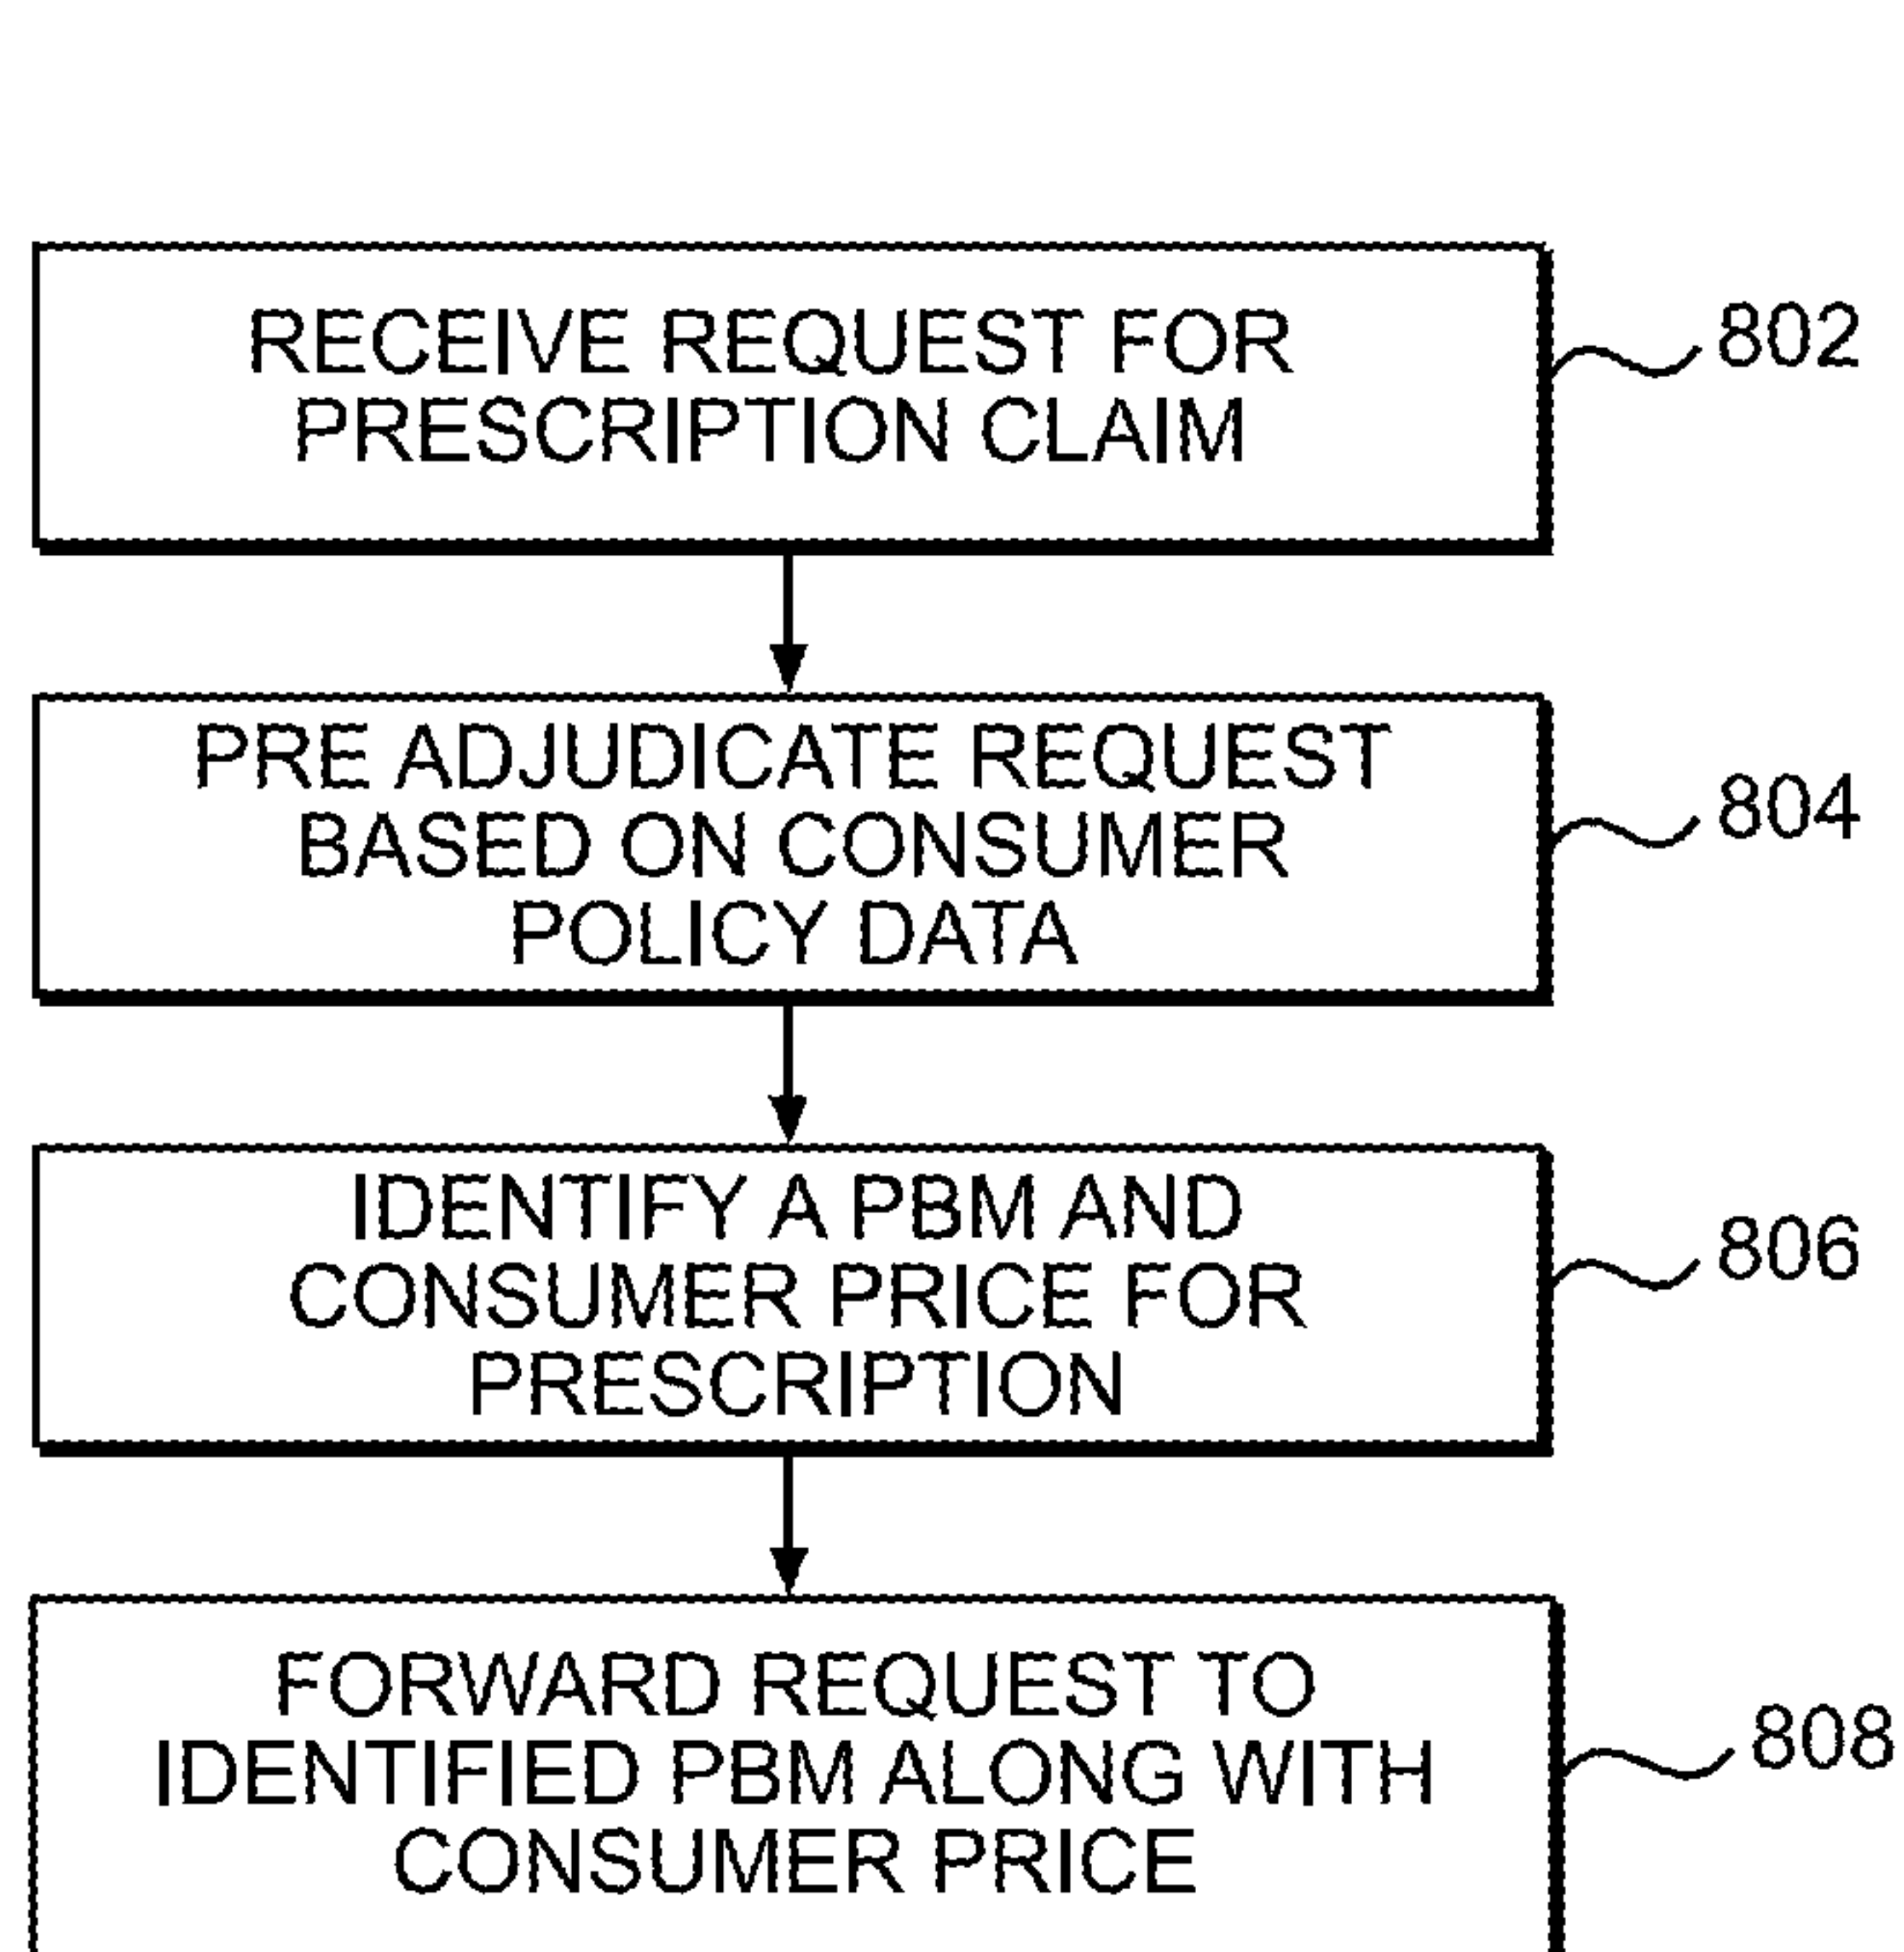 RECEIVE REQUEST FOR
PRESCRIPTION CLAIM
802
PRE ADJUDICATE REQUEST
BASED ON CONSUMER
POLICY DATA
804
IDENTIFY A PBM AND
CONSUMER PRICE FOR
PRESCRIPTION
806
FORWARD REQUEST TO
IDENTIFIED PBM ALONG WITH
CONSUMER PRICE
808